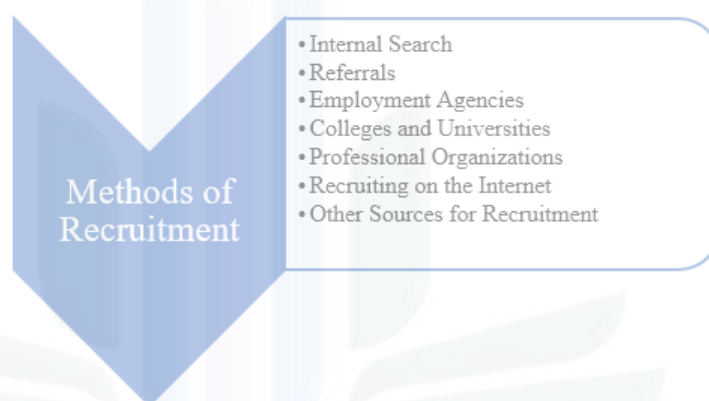 Methods of
Recruitment
• Internal Search
• Referrals
• Employment Agencies
• Colleges and Universities
• Professional Organizations
• Recruiting on the Internet
• Other Sources for Recruitment